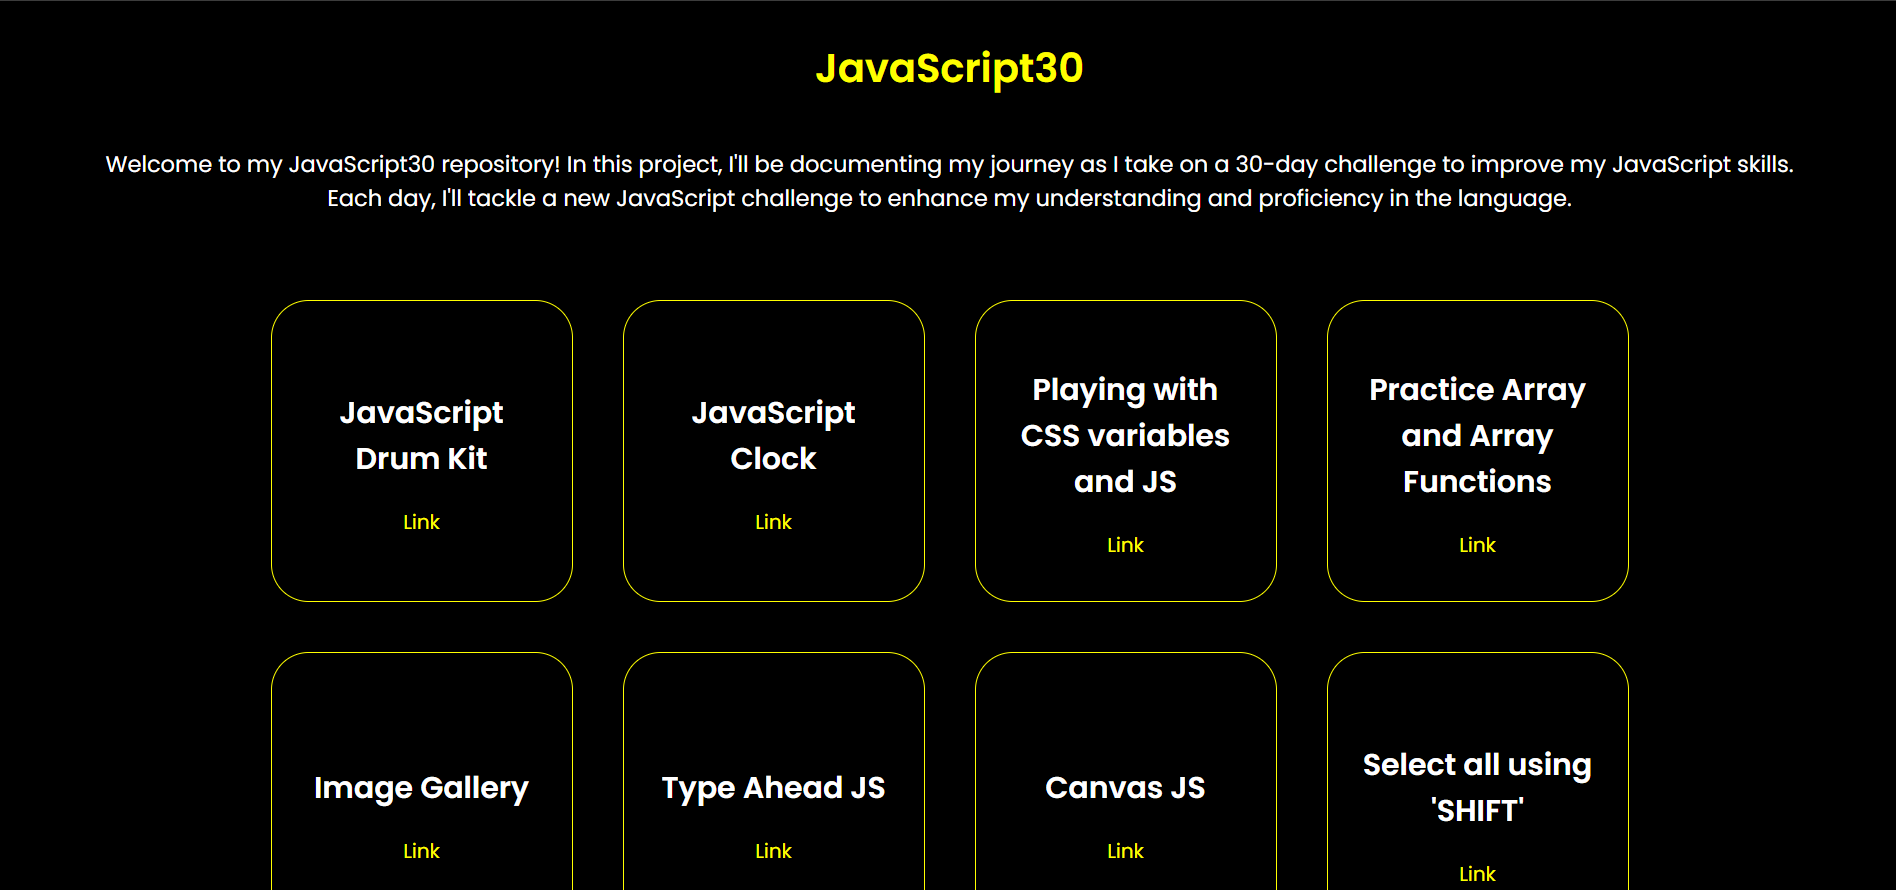 JavaScript30
Welcome to my JavaScript30 repository! In this project, I'll be documenting my journey as I take on a 30-day challenge to improve my JavaScript skills.
Each day, I'll tackle a new JavaScript challenge to enhance my understanding and proficiency in the language.
JavaScript
Drum Kit
Link
JavaScript
Clock
Link
Playing with
CSS variables
and JS
Link
Practice Array
and Array
Functions
Link
Image Gallery
Link
Type Ahead JS
Link
Canvas JS
Link
Select all using
'SHIFT'
Link